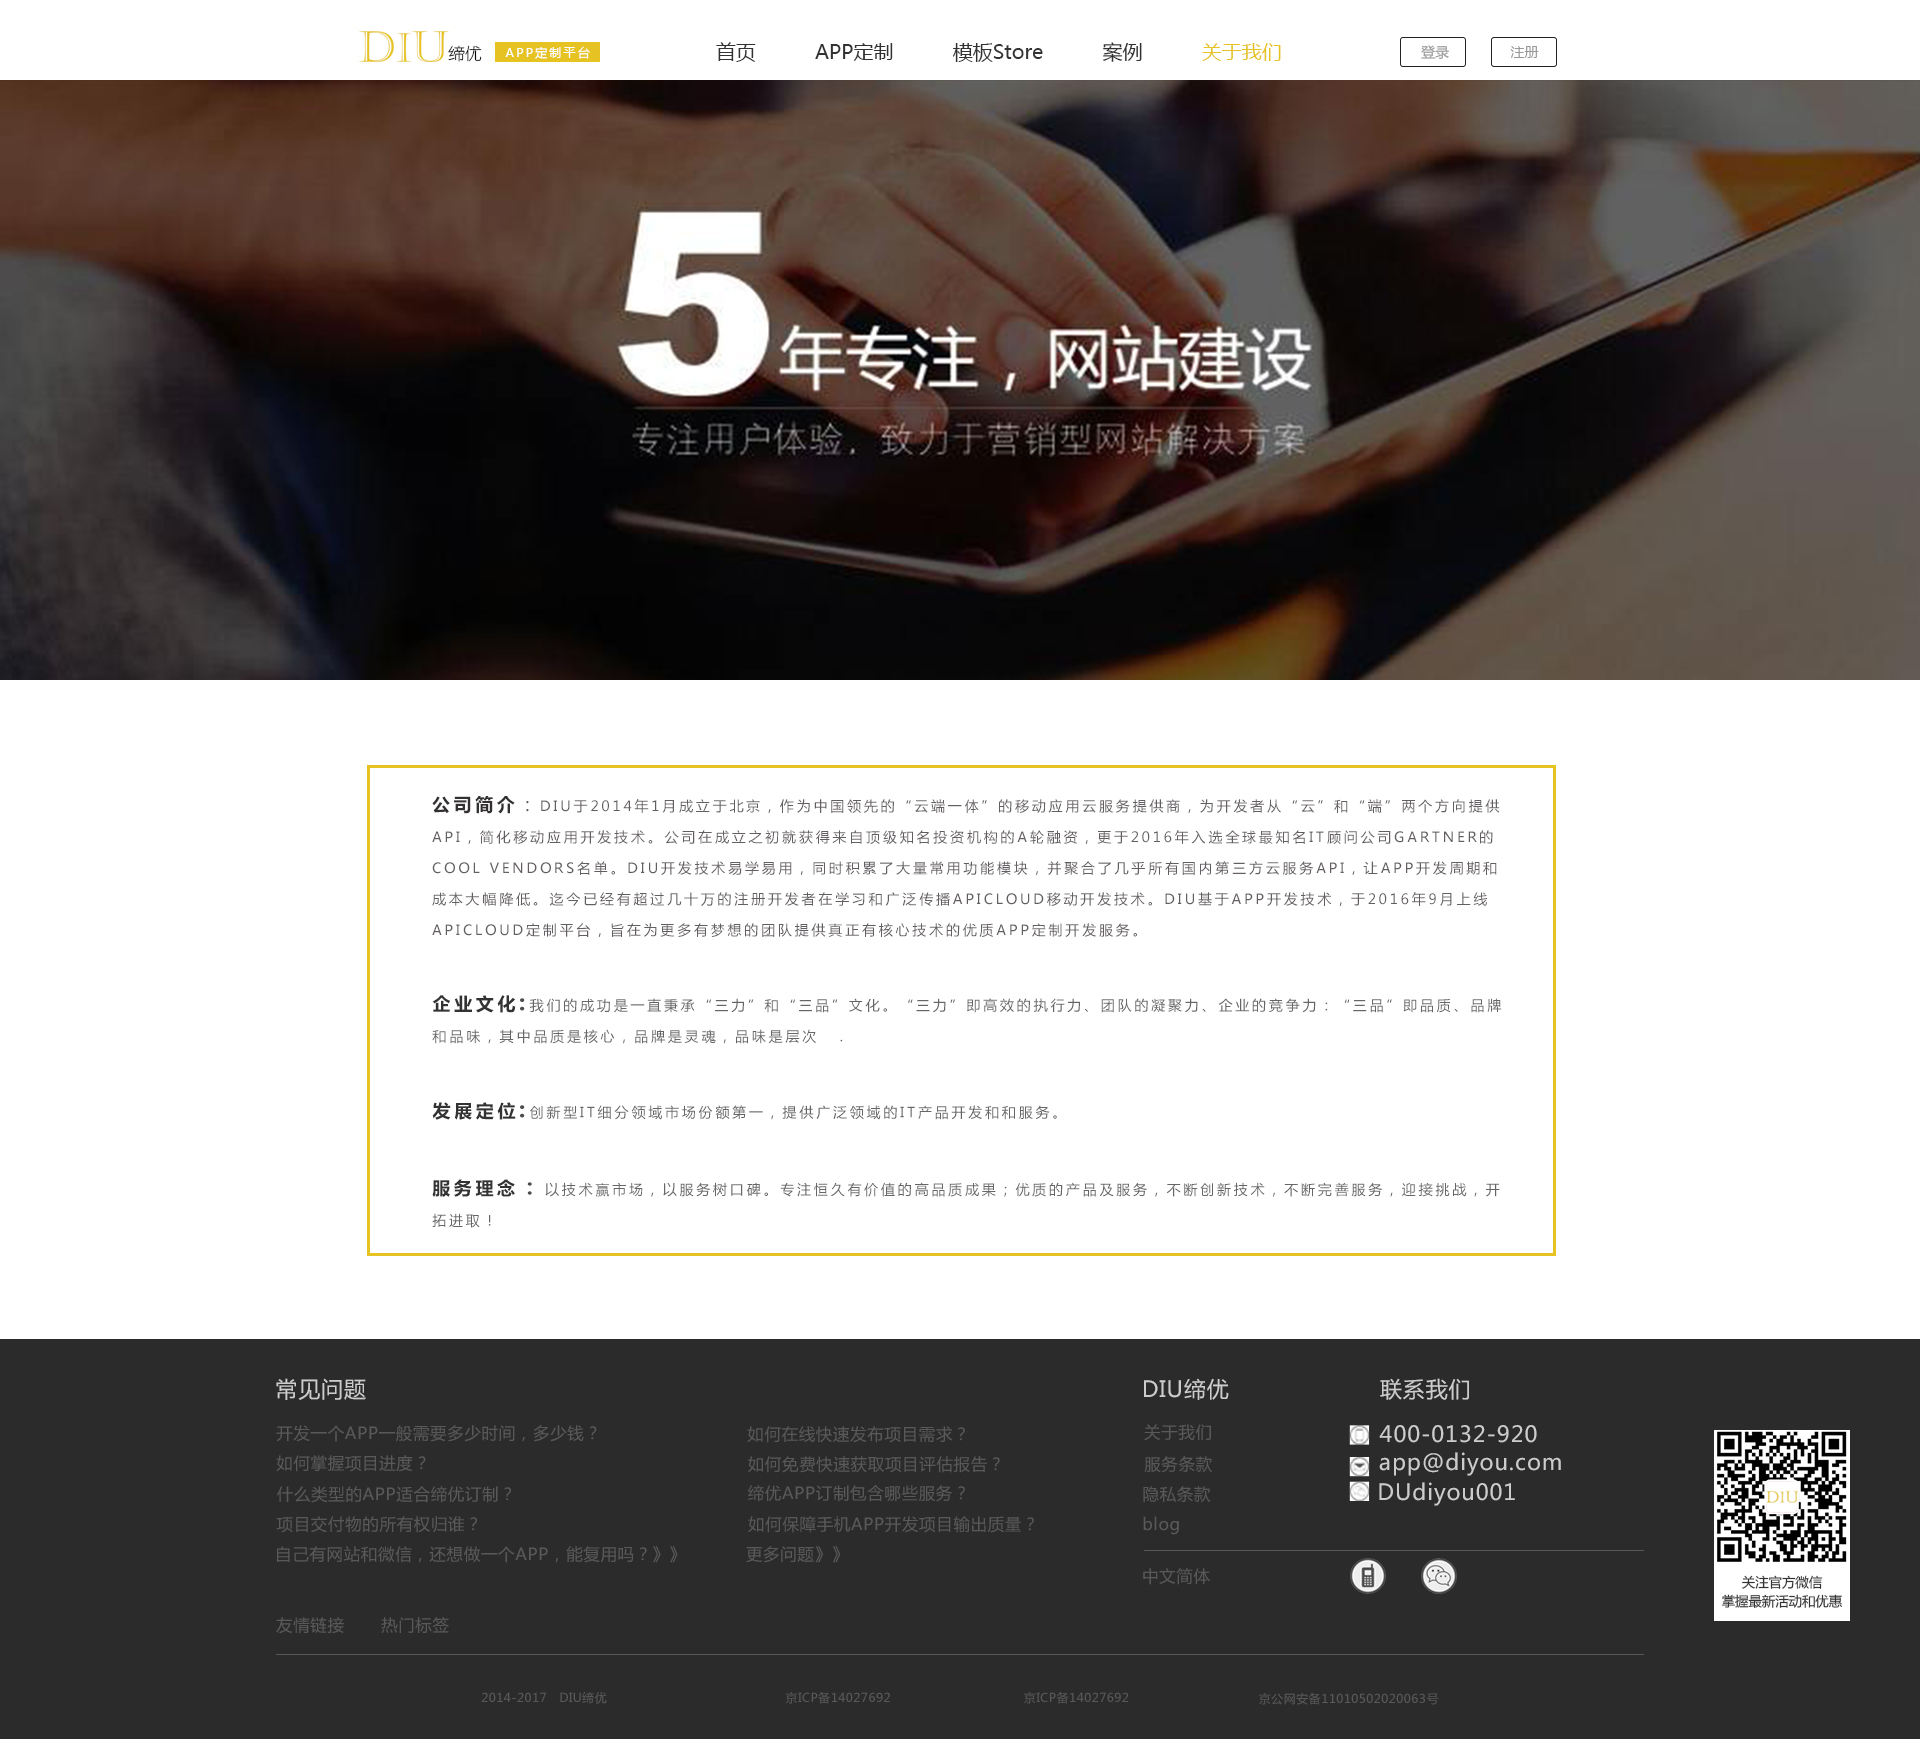 DIU缔优 APP定制平台 首页 APP定制 模板Store 案例 关于我们 登录 注册
5年专注，网站建设
专注用户体验，致力于营销型网站解决方案
公司简介：DIU于2014年1月成立于北京，作为中国领先的“云端一体”的移动应用云服务提供商，为开发者从“云”和“端”两个方向提供
API，简化移动应用开发技术。公司在成立之初就获得来自顶级知名投资机构的A轮融资，更于2016年入选全球最知名IT顾问公司GARTNER的
COOL VENDORS名单。DIU开发技术易学易用，同时积累了大量常用功能模块，并聚合了几乎所有国内第三方云服务API，让APP开发周期和
成本大幅降低。迄今已经有超过几十万的注册开发者在学习和广泛传播APICLOUD移动开发技术。DIU基于APP开发技术，于2016年9月上线
APICLOUD定制平台，旨在为更多有梦想的团队提供真正有核心技术的优质APP定制开发服务。
企业文化:我们的成功是一直秉承“三力”和“三品”文化。“三力”即高效的执行力、团队的凝聚力、企业的竞争力：“三品”即品质、品牌
和品味，其中品质是核心，品牌是灵魂，品味是层次 .
发展定位:创新型IT细分领域市场份额第一，提供广泛领域的IT产品开发和和服务。
服务理念：以技术赢市场，以服务树口碑。专注恒久有价值的高品质成果；优质的产品及服务，不断创新技术，不断完善服务，迎接挑战，开
拓进取！
常见问题
开发一个APP一般需要多少时间，多少钱？
如何掌握项目进度？
什么类型的APP适合缔优订制？
项目交付物的所有权归谁？
自己有网站和微信，还想做一个APP，能复用吗？》》
如何在线快速发布项目需求？
如何免费快速获取项目评估报告？
缔优APP订制包含哪些服务？
如何保障手机APP开发项目输出质量？
更多问题》》
DIU缔优
关于我们
服务条款
隐私条款
blog
中文简体
联系我们
400-0132-920
app@diyou.com
DUdiyou001
DIU
关注官方微信
掌握最新活动和优惠
友情链接 热门标签
2014-2017 DIU缔优 京ICP备14027692 京ICP备14027692 京公网安备11010502020063号